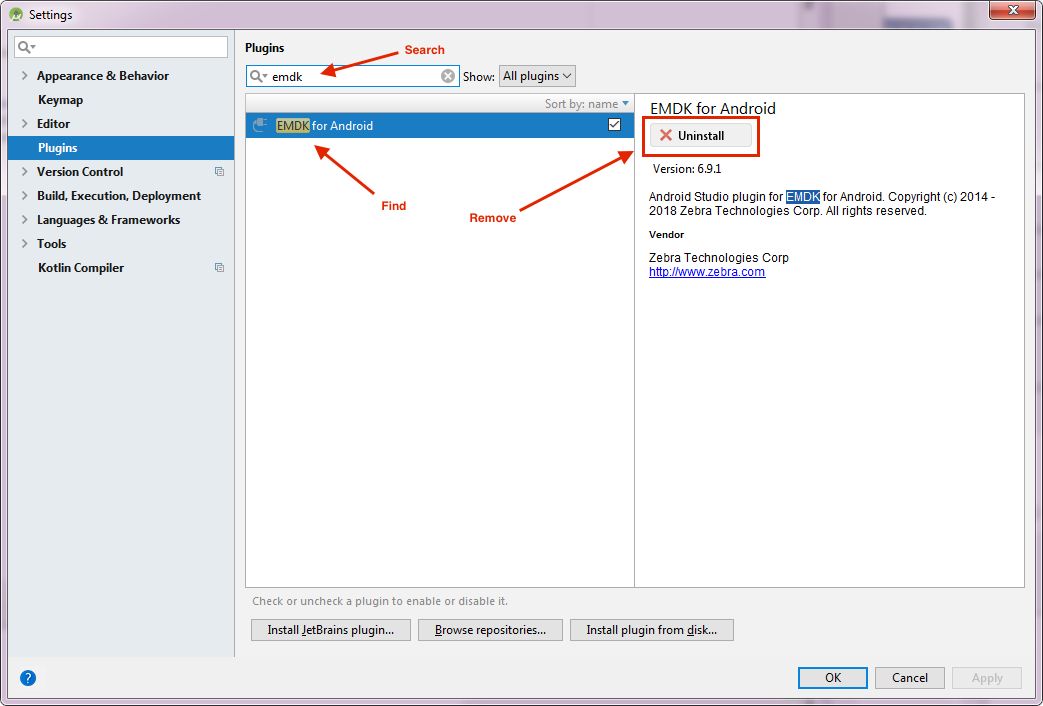 Settings
Appearance & Behavior
Keymap
Editor
Plugins
Version Control
Build, Execution, Deployment
Languages & Frameworks
Tools
Kotlin Compiler
Plugins
Search
emdk
Show: All plugins
Sort by: name
EMDK for Android
Find
Remove
EMDK for Android
Uninstall
Version: 6.9.1
Android Studio plugin for EMDK for Android. Copyright (c) 2014 -
2018 Zebra Technologies Corp. All rights reserved.
Vendor
Zebra Technologies Corp
http://www.zebra.com
Check or uncheck a plugin to enable or disable it.
Install JetBrains plugin...
Browse repositories...
Install plugin from disk...
?
OK
Cancel
Apply